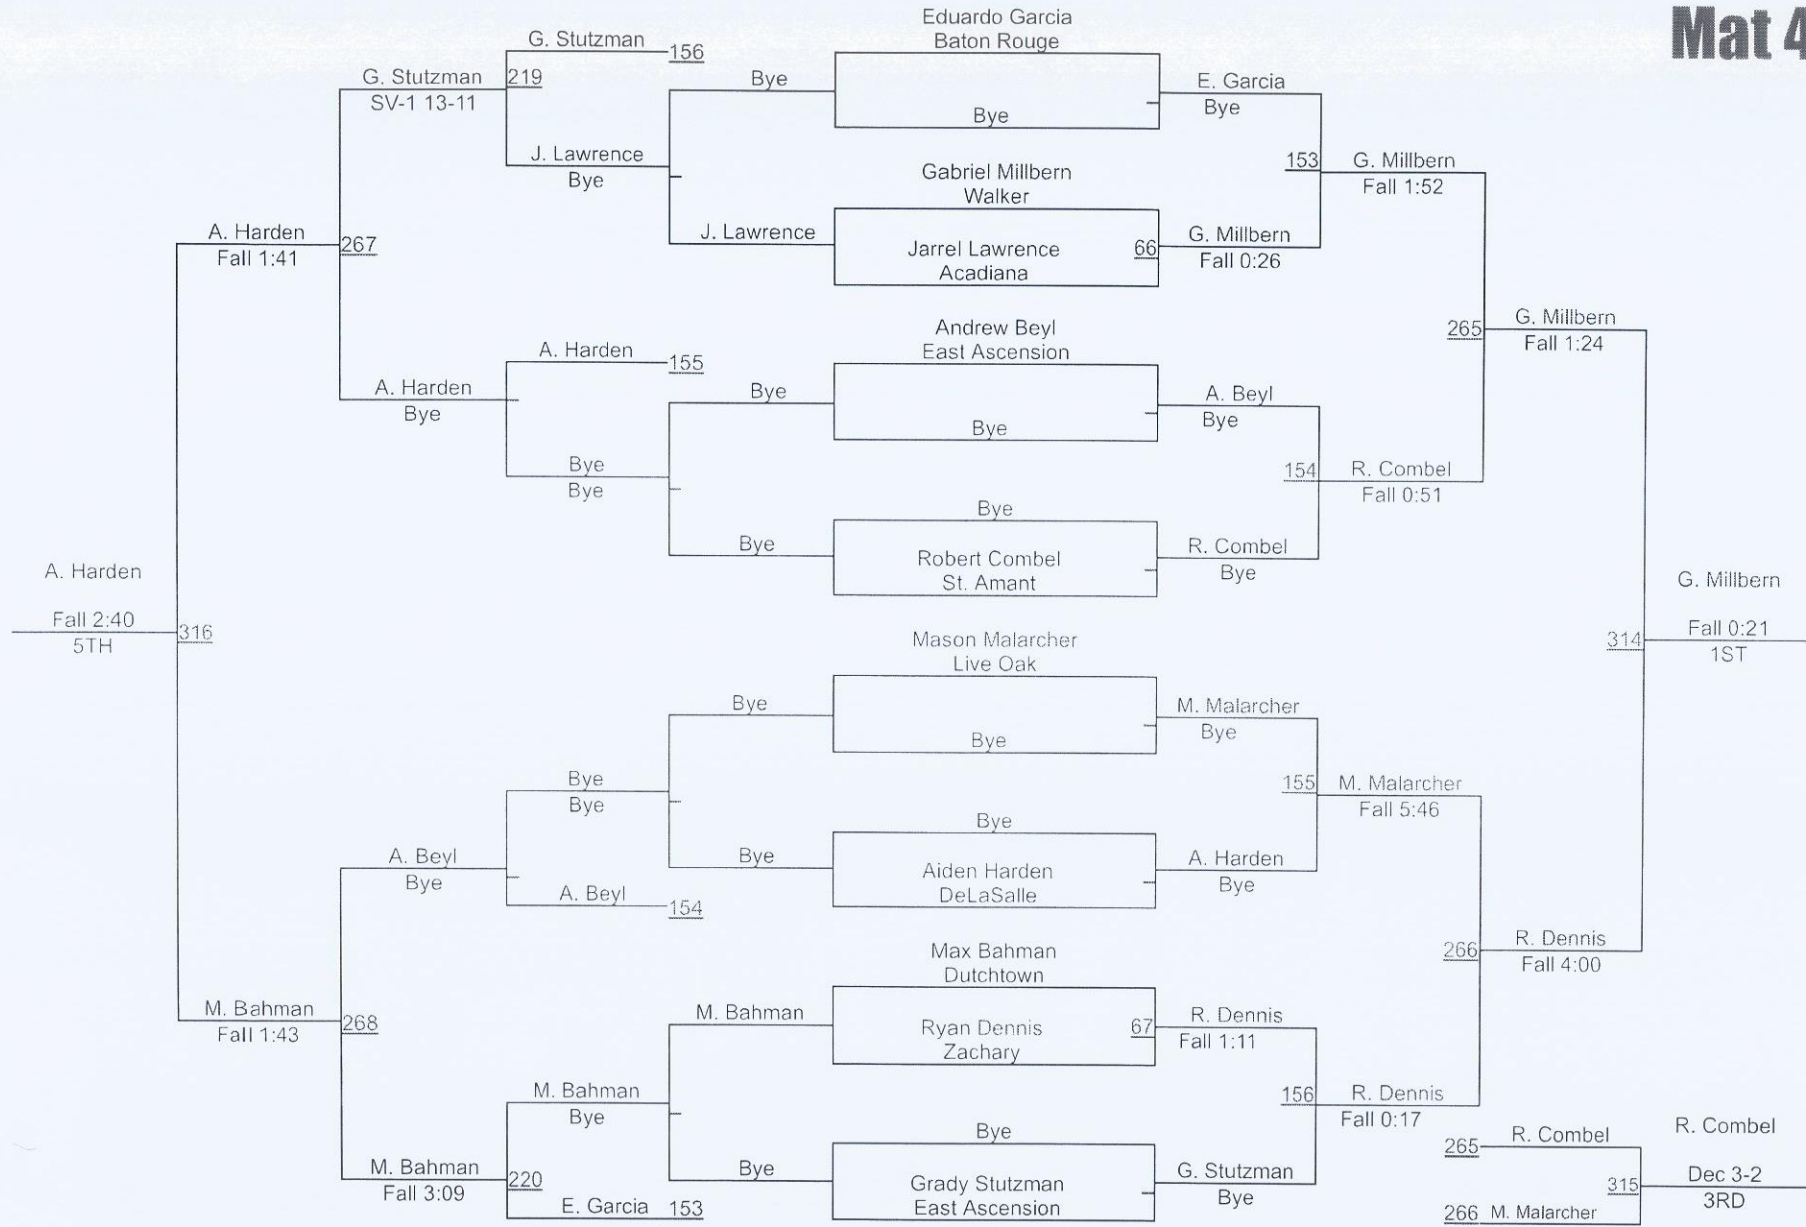 Mat 4
Eduardo Garcia
Baton Rouge
G. Stutzman
156
G. Stutzman
219
SV-1 13-11
Bye
E. Garcia
Bye
Bye
J. Lawrence
Bye
153
G. Millbern
Fall 1:52
Gabriel Millbern
Walker
A. Harden
267
Fall 1:41
J. Lawrence
Jarrel Lawrence
66
Acadiana
G. Millbern
Fall 0:26
Andrew Beyl
East Ascension
265
G. Millbern
Fall 1:24
A. Harden
155
A. Harden
Bye
Bye
A. Beyl
Bye
Bye
Bye
Bye
154
R. Combel
Fall 0:51
Bye
Bye
Robert Combel
St. Amant
R. Combel
Bye
A. Harden
Fall 2:40
5TH
316
G. Millbern
314
Fall 0:21
1ST
Mason Malarcher
Live Oak
Bye
M. Malarcher
Bye
Bye
Bye
Bye
155
M. Malarcher
Fall 5:46
Bye
A. Beyl
Bye
Bye
Aiden Harden
DeLaSalle
A. Harden
Bye
A. Beyl
154
Max Bahman
Dutchtown
266
R. Dennis
Fall 4:00
M. Bahman
268
Fall 1:43
M. Bahman
Ryan Dennis
67
Zachary
R. Dennis
Fall 1:11
M. Bahman
Bye
156
R. Dennis
Fall 0:17
Bye
M. Bahman
220
Fall 3:09
Bye
Grady Stutzman
East Ascension
G. Stutzman
Bye
E. Garcia
153
265
R. Combel
R. Combel
315
Dec 3-2
3RD
266
M. Malarcher